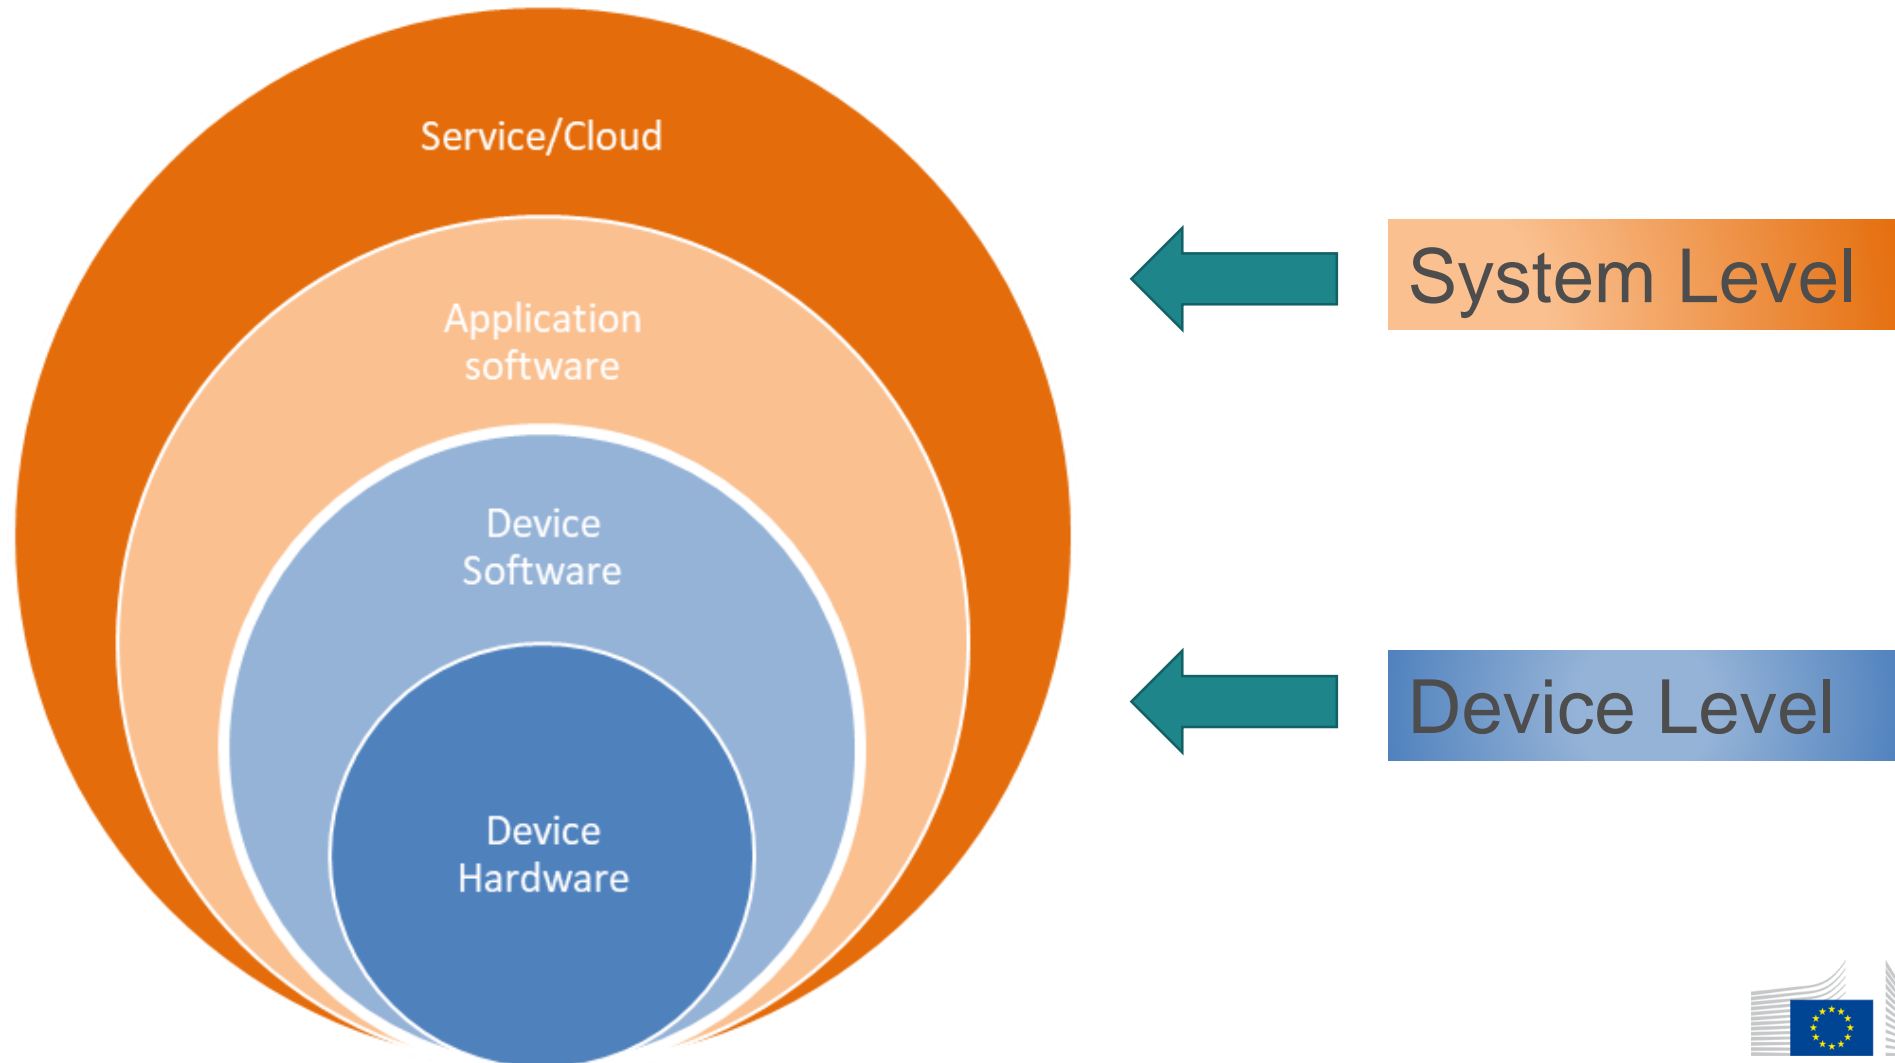 Service/Cloud
Application
software
Device
Software
Device
Hardware
System Level
Device Level